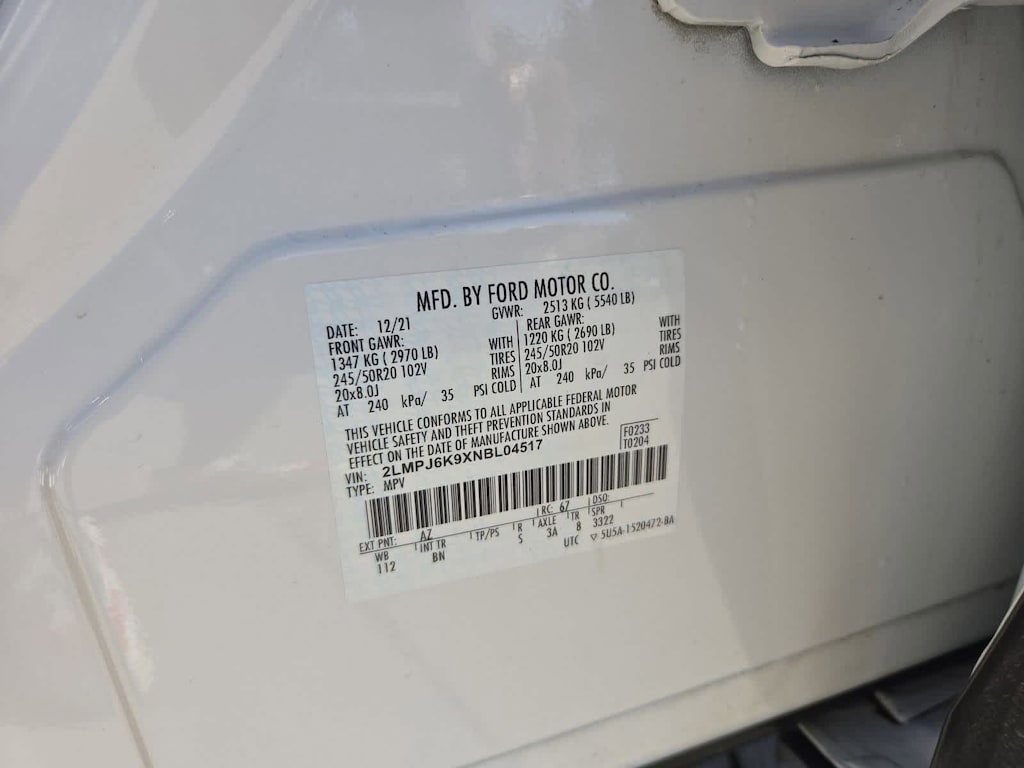 MFD. BY FORD MOTOR CO.
DATE: 12/21 GVWR: 2513 KG ( 5540 LB)
FRONT GAWR: REAR GAWR:
1347 KG ( 2970 LB) WITH 1220 KG ( 2690 LB) WITH
245/50R20 102V TIRES 245/50R20 102V TIRES
20x8.0J RIMS 20x8.0J RIMS
AT 240 kPa/ 35 PSI COLD AT 240 kPa/ 35 PSI COLD
THIS VEHICLE CONFORMS TO ALL APPLICABLE FEDERAL MOTOR
VEHICLE SAFETY AND THEFT PREVENTION STANDARDS IN
EFFECT ON THE DATE OF MANUFACTURE SHOWN ABOVE.
VIN: 2LMPJ6K9XNBL04517 F0233
TYPE: MPV T0204
EXT PNT: AZ RC: 67 DSO:
WB INT TR TP/PS R AXLE TR SPR
112 BN S 3A 8 3322
UTC ▽ 5U5A-1520472-BA